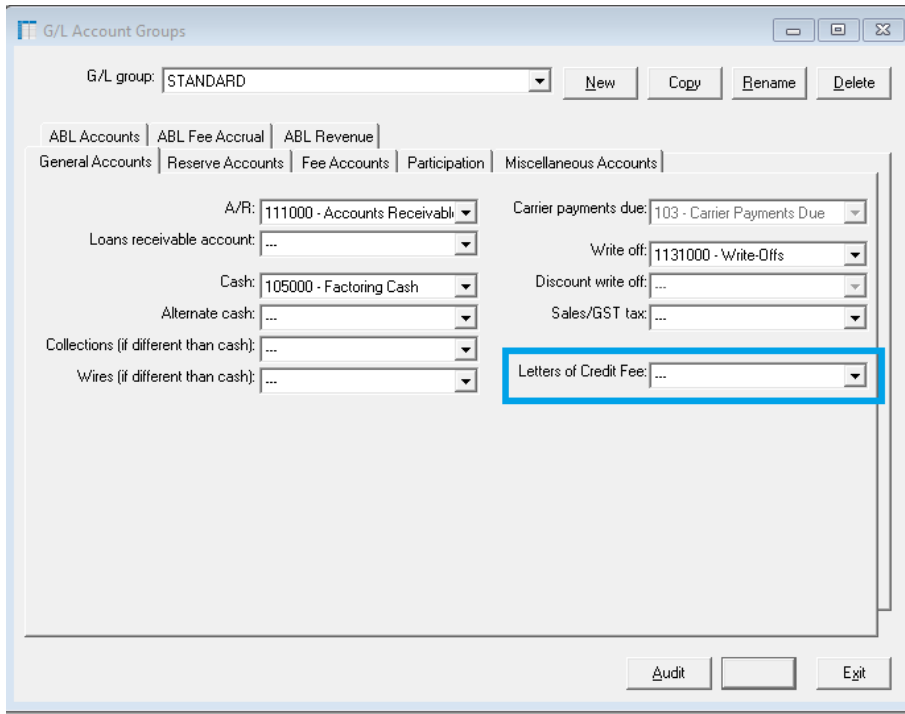 G/L Account Groups
G/L group: STANDARD New Copy Rename Delete
ABL Accounts ABL Fee Accrual ABL Revenue
General Accounts Reserve Accounts Fee Accounts Participation Miscellaneous Accounts
A/R: 111000 - Accounts Receivabl Carrier payments due: 103 - Carrier Payments Due
Loans receivable account: --- Write off: 1131000 - Write-Offs
Cash: 105000 - Factoring Cash Discount write off: ---
Alternate cash: --- Sales/GST tax: ---
Collections (if different than cash): ---
Wires (if different than cash): --- Letters of Credit Fee: ---
Audit Exit